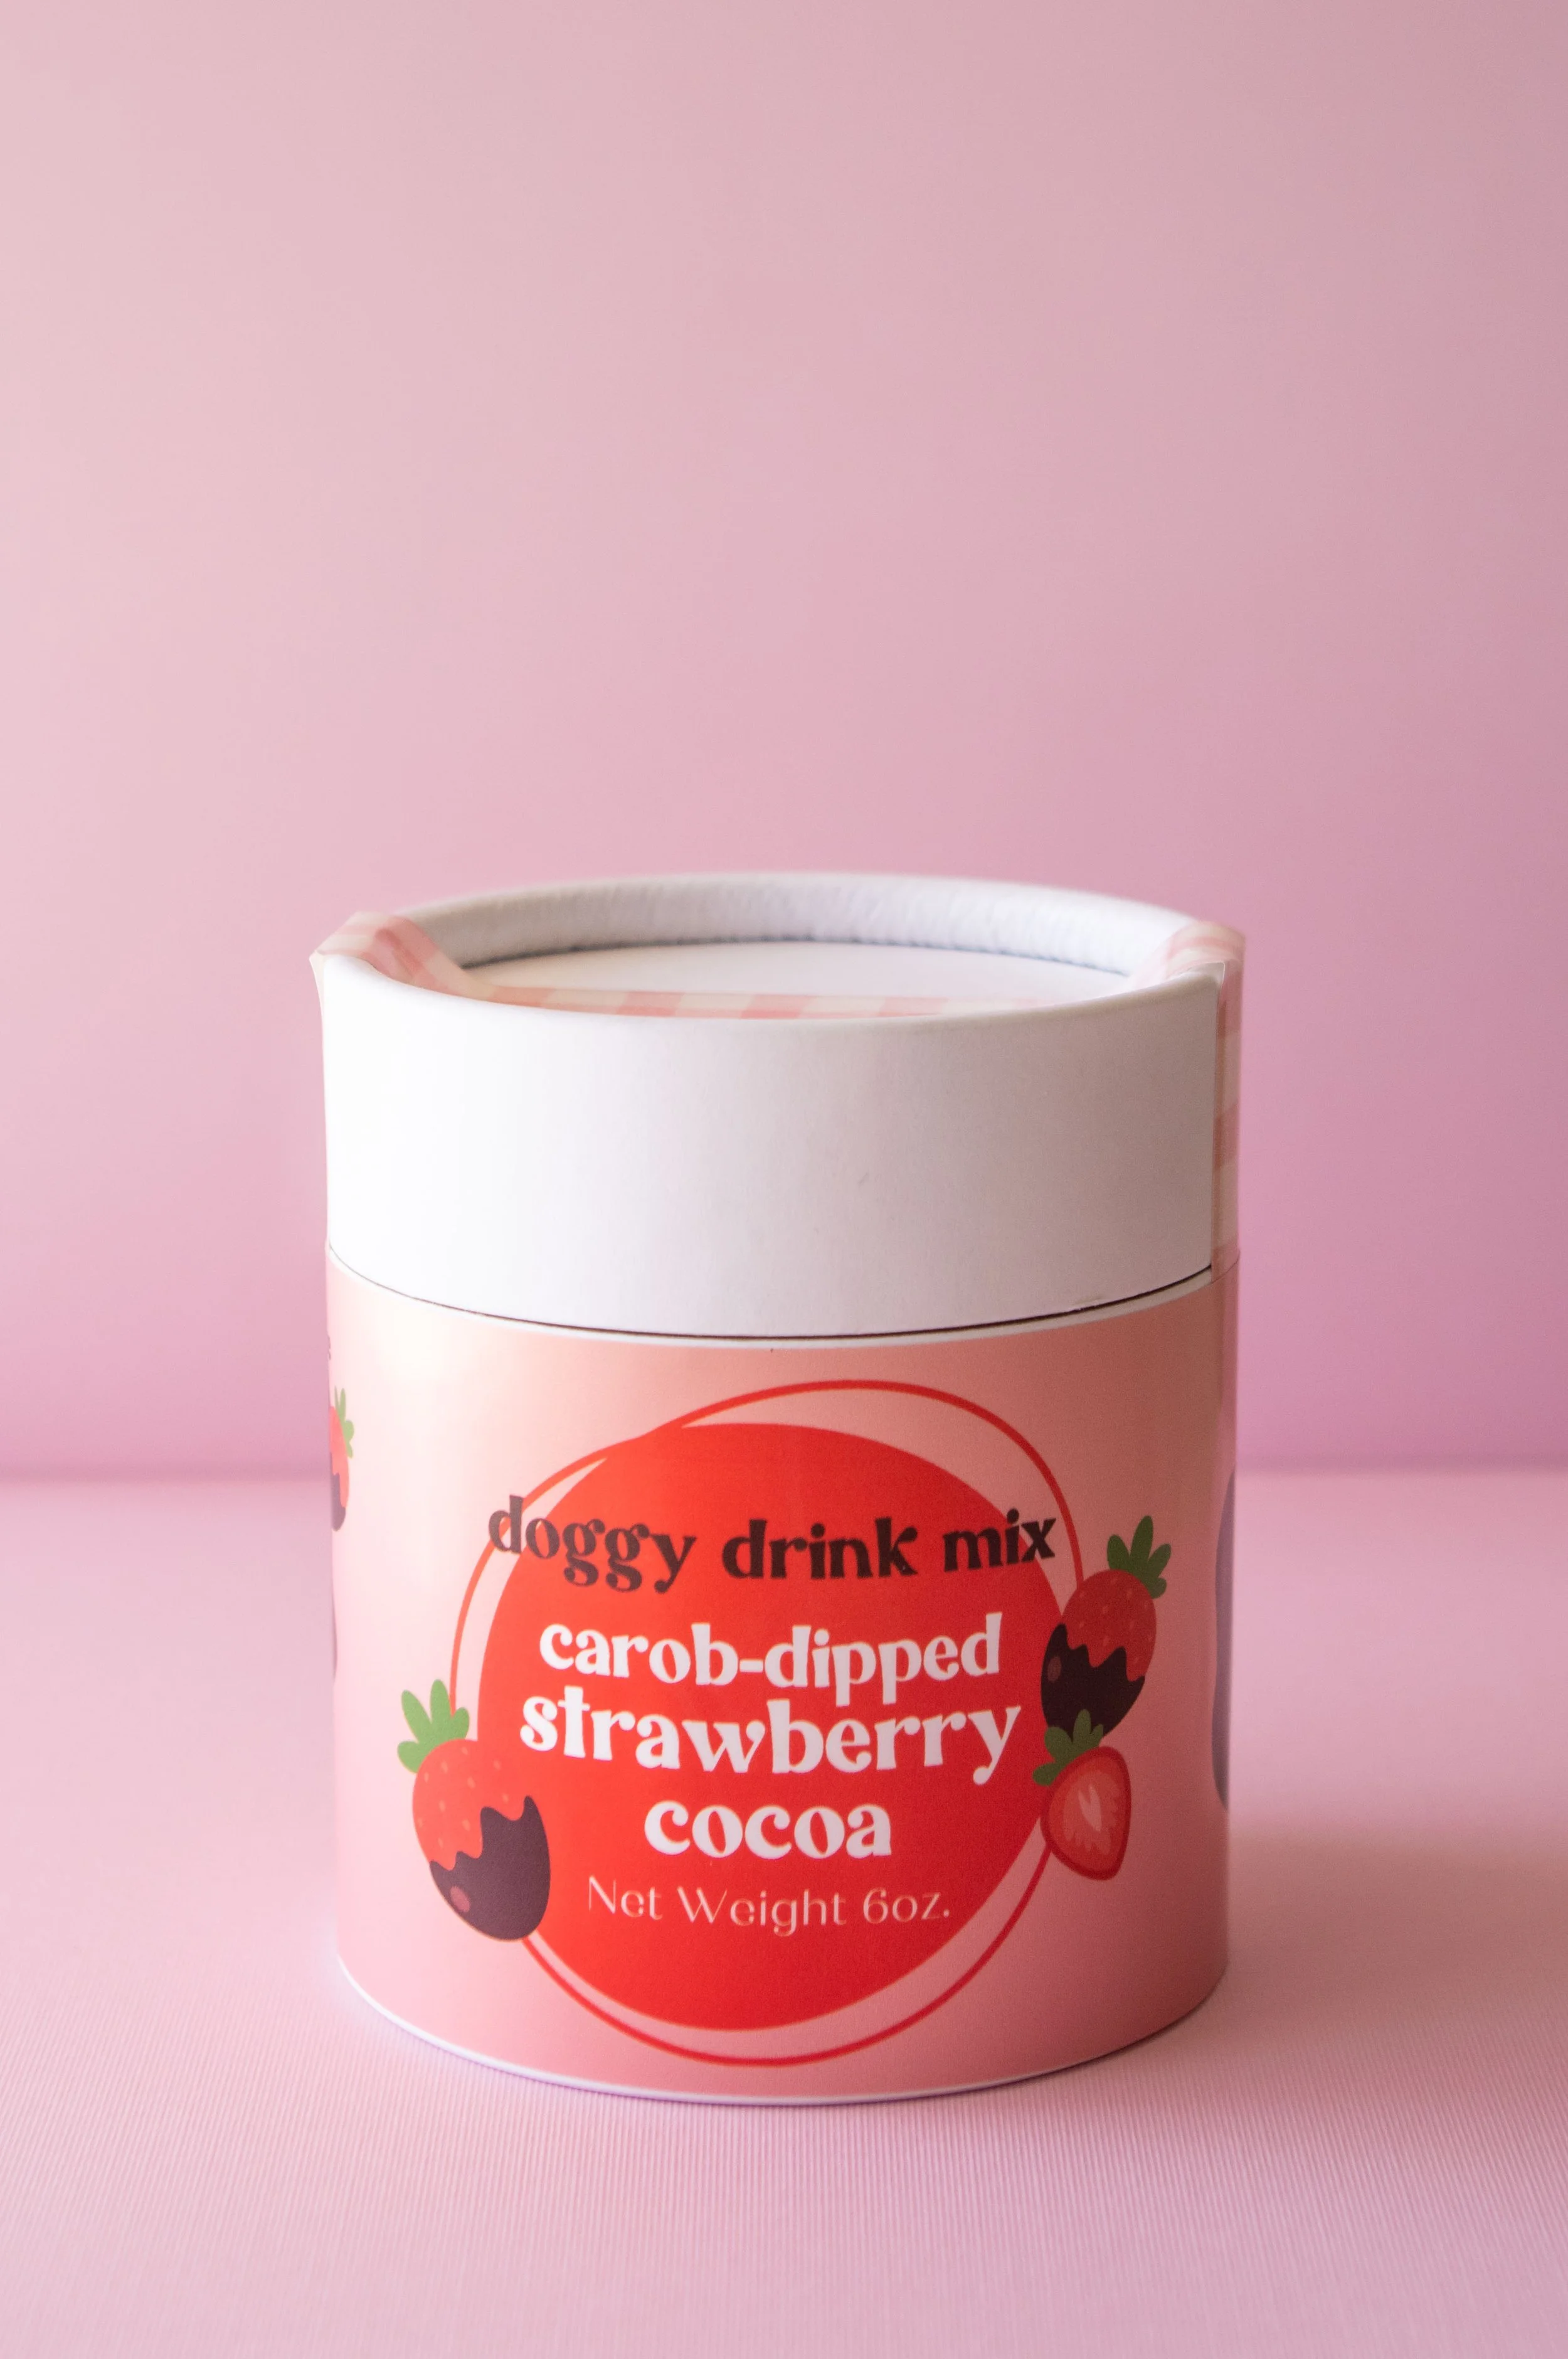 doggy drink mix
carob-dipped
strawberry
cocoa
Net Weight 6oz.